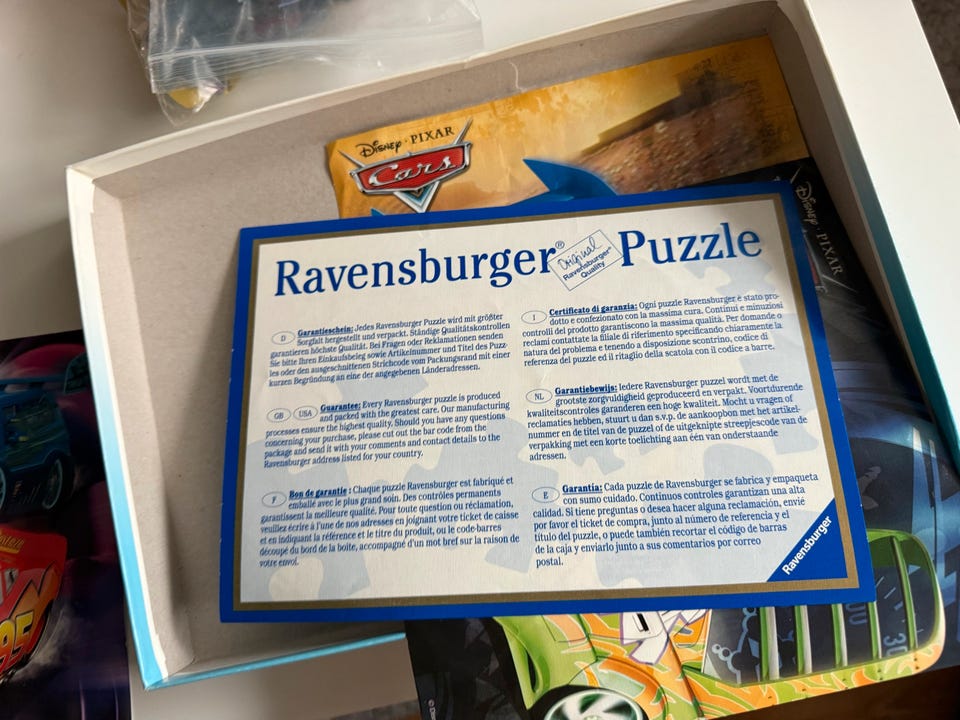 Disney · PIXAR
Cars
DISNEY · PIXAR
Ravensburger® Puzzle
Original
Ravensburger®
Quality
D Garantieschein: Jedes Ravensburger Puzzle wird mit größter
Sorgfalt hergestellt und verpackt. Ständige Qualitätskontrollen
garantieren höchste Qualität. Bei Fragen oder Reklamationen senden
Sie bitte Ihren Einkaufsbeleg sowie Artikelnummer und Titel des Puzz-
les oder den ausgeschnittenen Strichcode vom Packungsrand mit einer
kurzen Begründung an eine der angegebenen Länderadressen.
GB USA Guarantee: Every Ravensburger puzzle is produced
and packed with the greatest care. Our manufacturing
processes ensure the highest quality. Should you have any questions
concerning your purchase, please cut out the bar code from the
package and send it with your comments and contact details to the
Ravensburger address listed for your country.
F Bon de garantie : Chaque puzzle Ravensburger est fabriqué et
emballé avec le plus grand soin. Des contrôles permanents
garantissent la meilleure qualité. Pour toute question ou réclamation,
veuillez écrire à l'une de nos adresses en joignant votre ticket de caisse
et en indiquant la référence et le titre du produit, ou le code-barres
découpé du bord de la boîte, accompagné d'un mot bref sur la raison de
votre envoi.
I Certificato di garanzia: Ogni puzzle Ravensburger è stato pro-
dotto e confezionato con la massima cura. Continui e minuziosi
controlli del prodotto garantiscono la massima qualità. Per domande o
reclami contattate la filiale di riferimento specificando chiaramente la
natura del problema e tenendo a disposizione scontrino, codice di
referenza del puzzle ed il ritaglio della scatola con il codice a barre.
NL Garantiebewijs: Iedere Ravensburger puzzel wordt met de
grootste zorgvuldigheid geproduceerd en verpakt. Voortdurende
kwaliteitscontroles garanderen een hoge kwaliteit. Mocht u vragen of
reclamaties hebben, stuurt u dan s.v.p. de aankoopbon met het artikel-
nummer en de titel van de puzzel of de uitgeknipte streepjescode van de
verpakking met een korte toelichting aan één van onderstaande
adressen.
E Garantía: Cada puzzle de Ravensburger se fabrica y empaqueta
con sumo cuidado. Continuos controles garantizan una alta
calidad. Si tiene preguntas o desea hacer alguna reclamación, envié
por favor el ticket de compra, junto al número de referencia y el
título del puzzle, o puede también recortar el código de barras
de la caja y enviarlo junto a sus comentarios por correo
postal.
Ravensburger
95